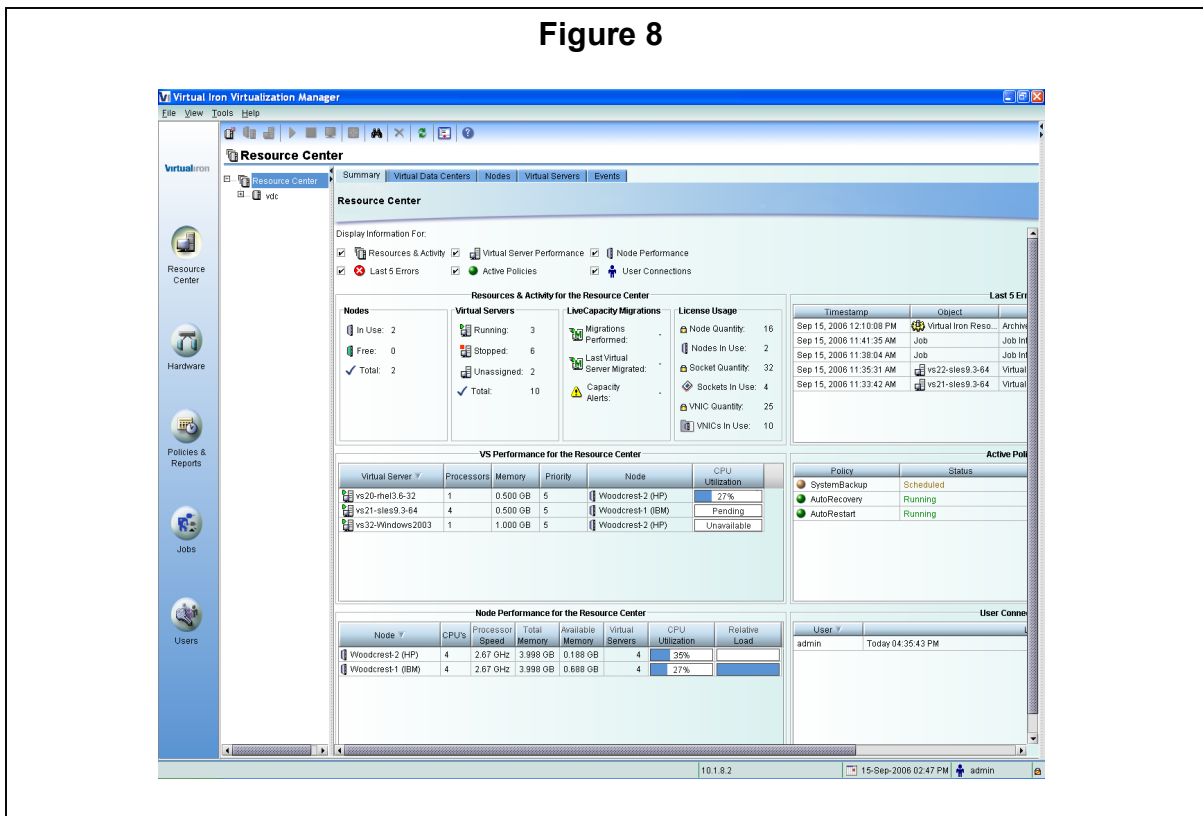 Figure 8
Virtual Iron Virtualization Manager
File View Tools Help
Resource Center
Virtualiron
Resource Center
vdc
Resource Center
Hardware
Policies & Reports
Jobs
Users
Summary Virtual Data Centers Nodes Virtual Servers Events
Resource Center
Display Information For:
Resources & Activity Virtual Server Performance Node Performance
Last 5 Errors Active Policies User Connections
Resources & Activity for the Resource Center
Nodes
In Use: 2
Free: 0
Total: 2
Virtual Servers
Running: 3
Stopped: 6
Unassigned: 2
Total: 10
LiveCapacity Migrations
Migrations Performed: -
Last Virtual Server Migrated: -
Capacity Alerts: -
License Usage
Node Quantity: 16
Nodes In Use: 2
Socket Quantity: 32
Sockets In Use: 4
VNIC Quantity: 25
VNICs In Use: 10
Last 5 Err
Timestamp Object
Sep 15, 2006 12:10:08 PM Virtual Iron Reso... Archive
Sep 15, 2006 11:41:35 AM Job Job Int
Sep 15, 2006 11:38:04 AM Job Job Int
Sep 15, 2006 11:35:31 AM vs22-sles9.3-64 Virtual
Sep 15, 2006 11:33:42 AM vs21-sles9.3-64 Virtual
VS Performance for the Resource Center
Virtual Server Processors Memory Priority Node CPU Utilization
vs20-rhel3.6-32 1 0.500 GB 5 Woodcrest-2 (HP) 27%
vs21-sles9.3-64 4 0.500 GB 5 Woodcrest-1 (IBM) Pending
vs32-Windows2003 1 1.000 GB 5 Woodcrest-2 (HP) Unavailable
Active Poli
Policy Status
SystemBackup Scheduled
AutoRecovery Running
AutoRestart Running
Node Performance for the Resource Center
Node CPU's Processor Speed Total Memory Available Memory Virtual Servers CPU Utilization Relative Load
Woodcrest-2 (HP) 4 2.67 GHz 3.998 GB 0.188 GB 4 35%
Woodcrest-1 (IBM) 4 2.67 GHz 3.998 GB 0.688 GB 4 27%
User Conne
User L
admin Today 04:35:43 PM
10.1.8.2 15-Sep-2006 02:47 PM admin